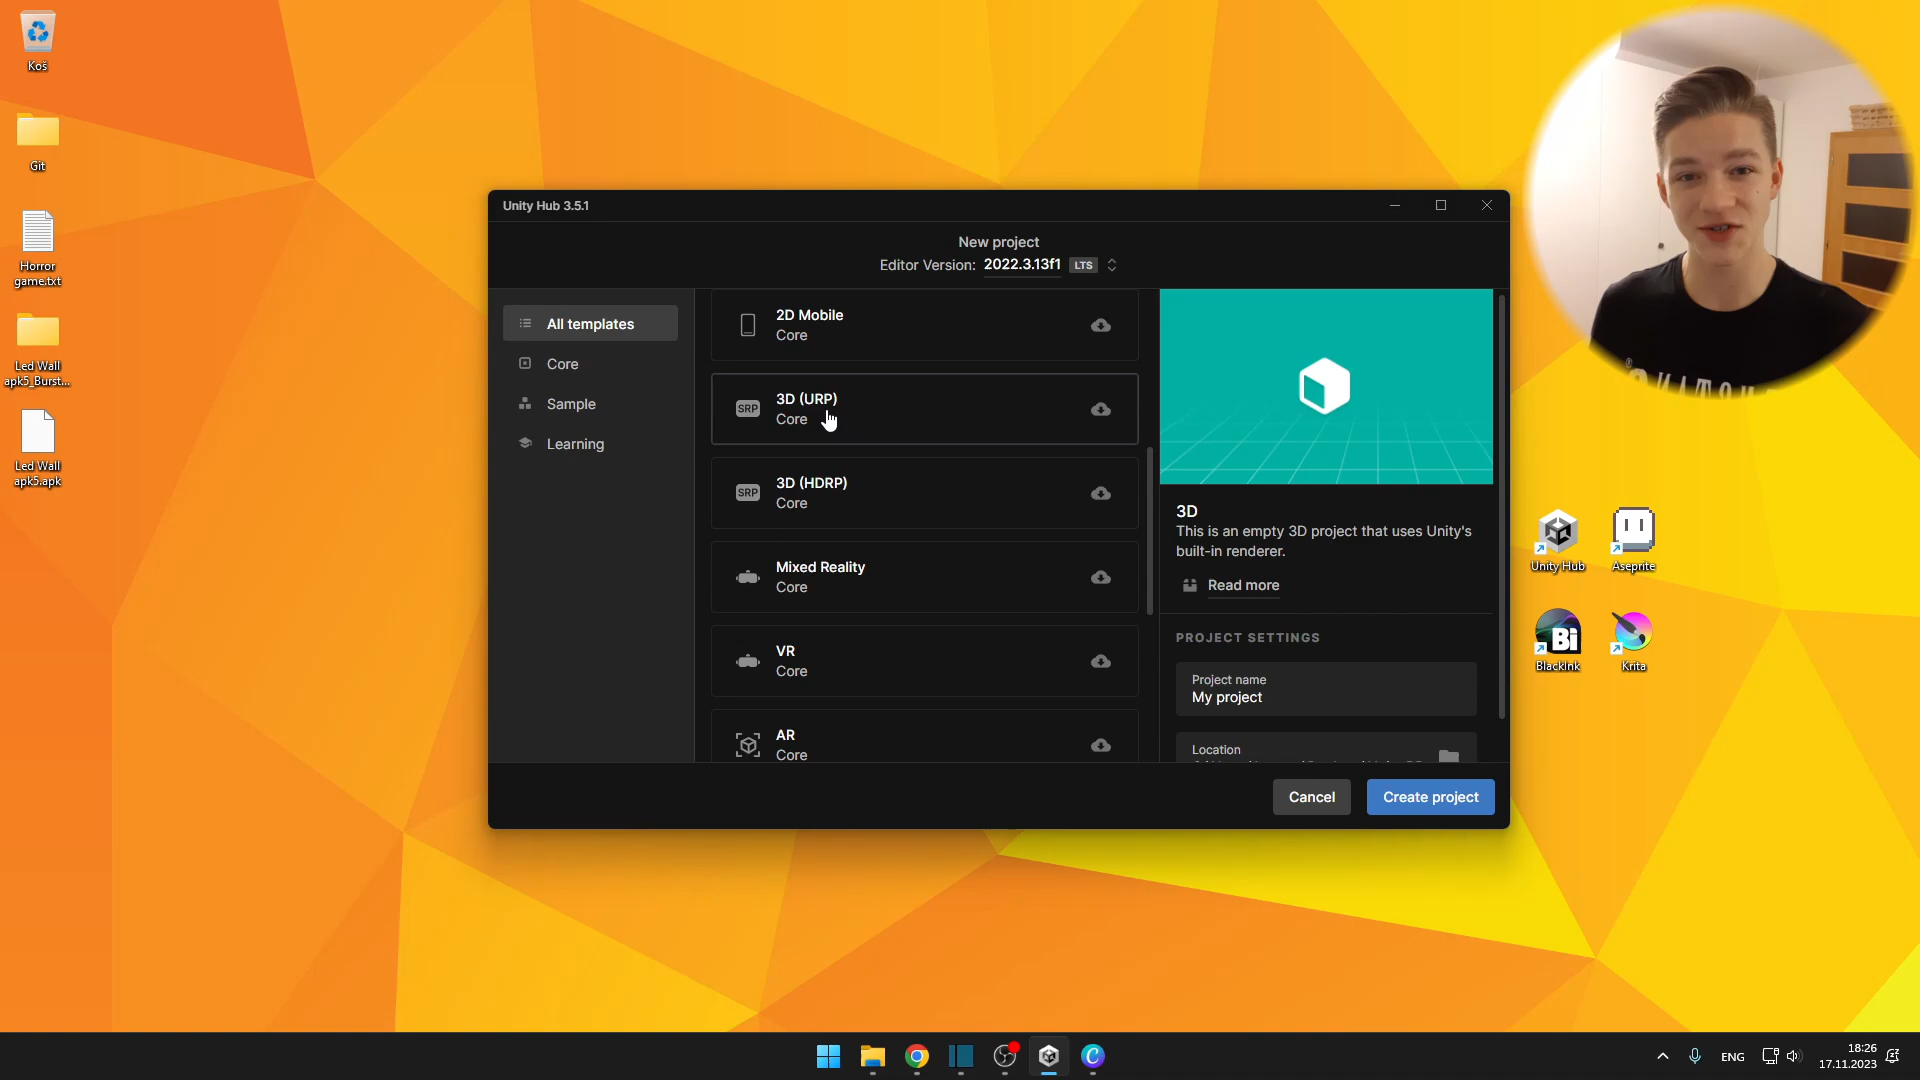 Koš
Git
Horror
game.txt
Led Wall
apk5_Burst...
Led Wall
apk5.apk
Unity Hub 3.5.1
New project
Editor Version: 2022.3.13f1 LTS
All templates
Core
Sample
Learning
2D Mobile
Core
SRP
3D (URP)
Core
SRP
3D (HDRP)
Core
Mixed Reality
Core
VR
Core
AR
Core
3D
This is an empty 3D project that uses Unity's
built-in renderer.
Read more
PROJECT SETTINGS
Project name
My project
Location
Cancel
Create project
Unity Hub
Aseprite
Bi
BlackInk
Krita
ENG
18:26
17.11.2023